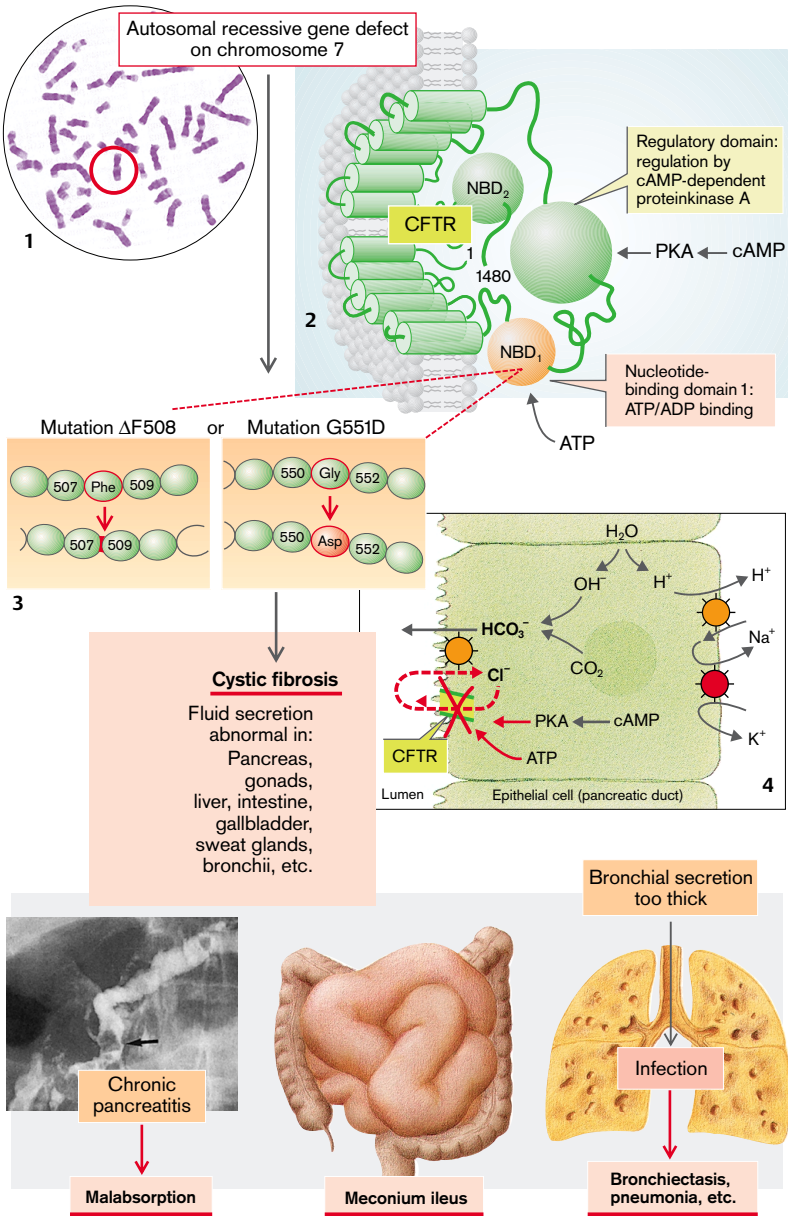 Autosomal recessive gene defect
on chromosome 7
1
NBD2
CFTR
1
1480
Regulatory domain:
regulation by
cAMP-dependent
proteinkinase A
PKA
cAMP
2
NBD1
Nucleotide-
binding domain 1:
ATP/ADP binding
ATP
Mutation ΔF508 or Mutation G551D
507 Phe 509
507 509
550 Gly 552
550 Asp 552
3
H2O
OH−
H+
H+
HCO3−
Na+
CO2
Cl−
PKA
cAMP
K+
CFTR
ATP
Lumen
Epithelial cell (pancreatic duct)
4
Cystic fibrosis
Fluid secretion
abnormal in:
Pancreas,
gonads,
liver, intestine,
gallbladder,
sweat glands,
bronchii, etc.
Bronchial secretion
too thick
Chronic
pancreatitis
Infection
Malabsorption
Meconium ileus
Bronchiectasis,
pneumonia, etc.